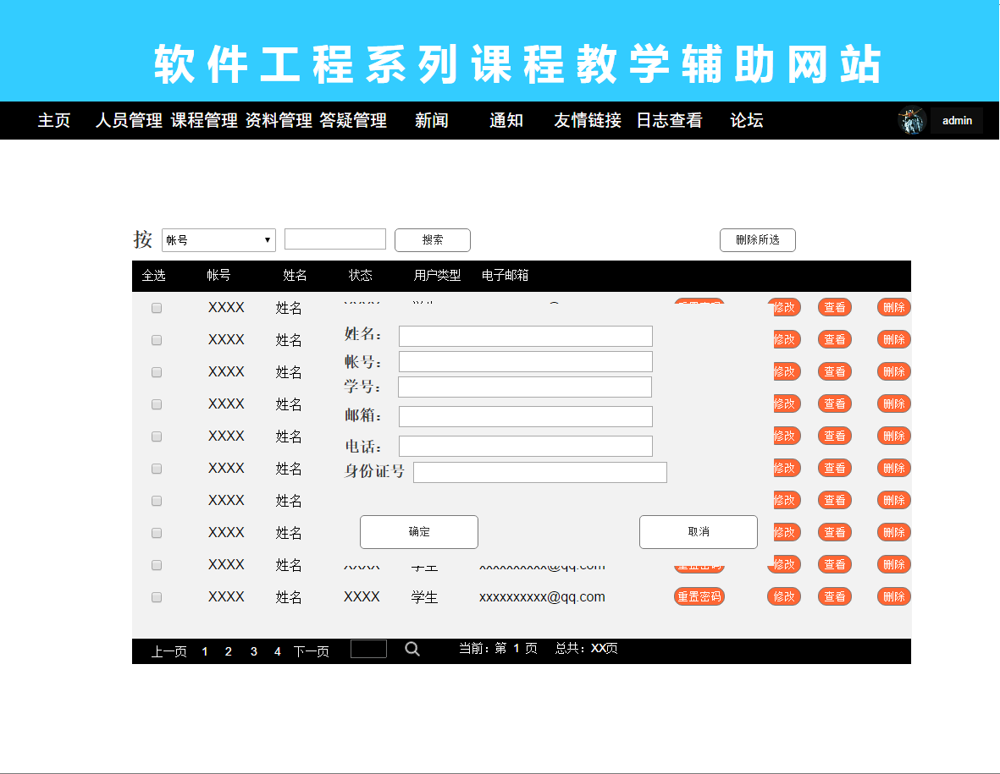 软件工程系列课程教学辅助网站
主页 人员管理 课程管理 资料管理 答疑管理 新闻 通知 友情链接 日志查看 论坛 admin
按 帐号 搜索 删除所选
全选 帐号 姓名 状态 用户类型 电子邮箱
XXXX 姓名 修改 查看 删除
姓名：
XXXX 姓名 修改 查看 删除
帐号：
XXXX 姓名 修改 查看 删除
学号：
XXXX 姓名 修改 查看 删除
邮箱：
XXXX 姓名 修改 查看 删除
电话：
XXXX 姓名 身份证号 修改 查看 删除
XXXX 姓名 修改 查看 删除
XXXX 姓名 确定 取消 修改 查看 删除
XXXX 姓名 XXXX 学生 xxxxxxxxxx@qq.com 重置密码 修改 查看 删除
XXXX 姓名 XXXX 学生 xxxxxxxxxx@qq.com 重置密码 修改 查看 删除
上一页 1 2 3 4 下一页 当前：第 1 页 总共：XX页